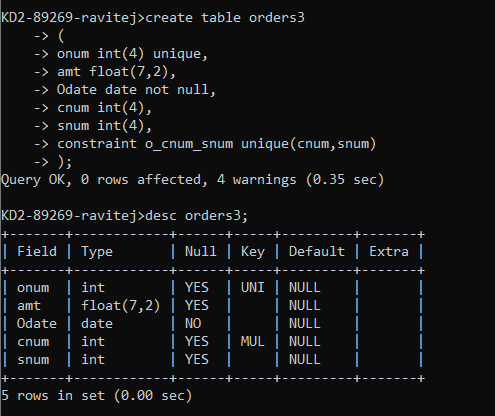 KD2-89269-ravitej>create table orders3
    -> (
    -> onum int(4) unique,
    -> amt float(7,2),
    -> Odate date not null,
    -> cnum int(4),
    -> snum int(4),
    -> constraint o_cnum_snum unique(cnum,snum)
    -> );
Query OK, 0 rows affected, 4 warnings (0.35 sec)

KD2-89269-ravitej>desc orders3;
+-------+------------+------+-----+---------+-------+
| Field | Type       | Null | Key | Default | Extra |
+-------+------------+------+-----+---------+-------+
| onum  | int        | YES  | UNI | NULL    |       |
| amt   | float(7,2) | YES  |     | NULL    |       |
| Odate | date       | NO   |     | NULL    |       |
| cnum  | int        | YES  | MUL | NULL    |       |
| snum  | int        | YES  |     | NULL    |       |
+-------+------------+------+-----+---------+-------+
5 rows in set (0.00 sec)